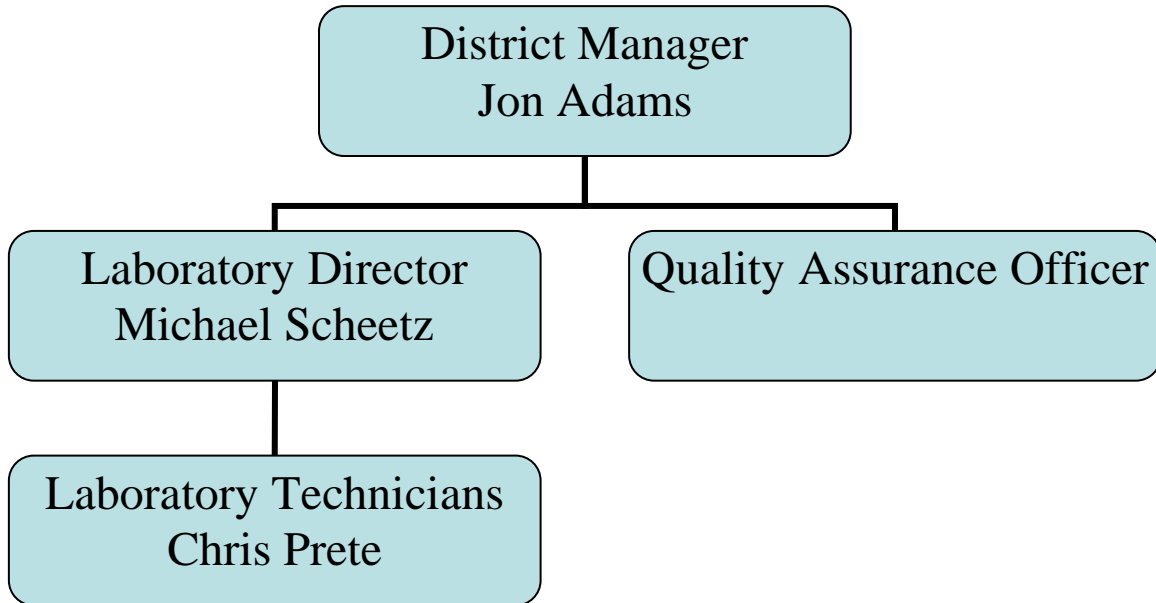 District Manager
Jon Adams
Laboratory Director
Michael Scheetz
Quality Assurance Officer
Laboratory Technicians
Chris Prete